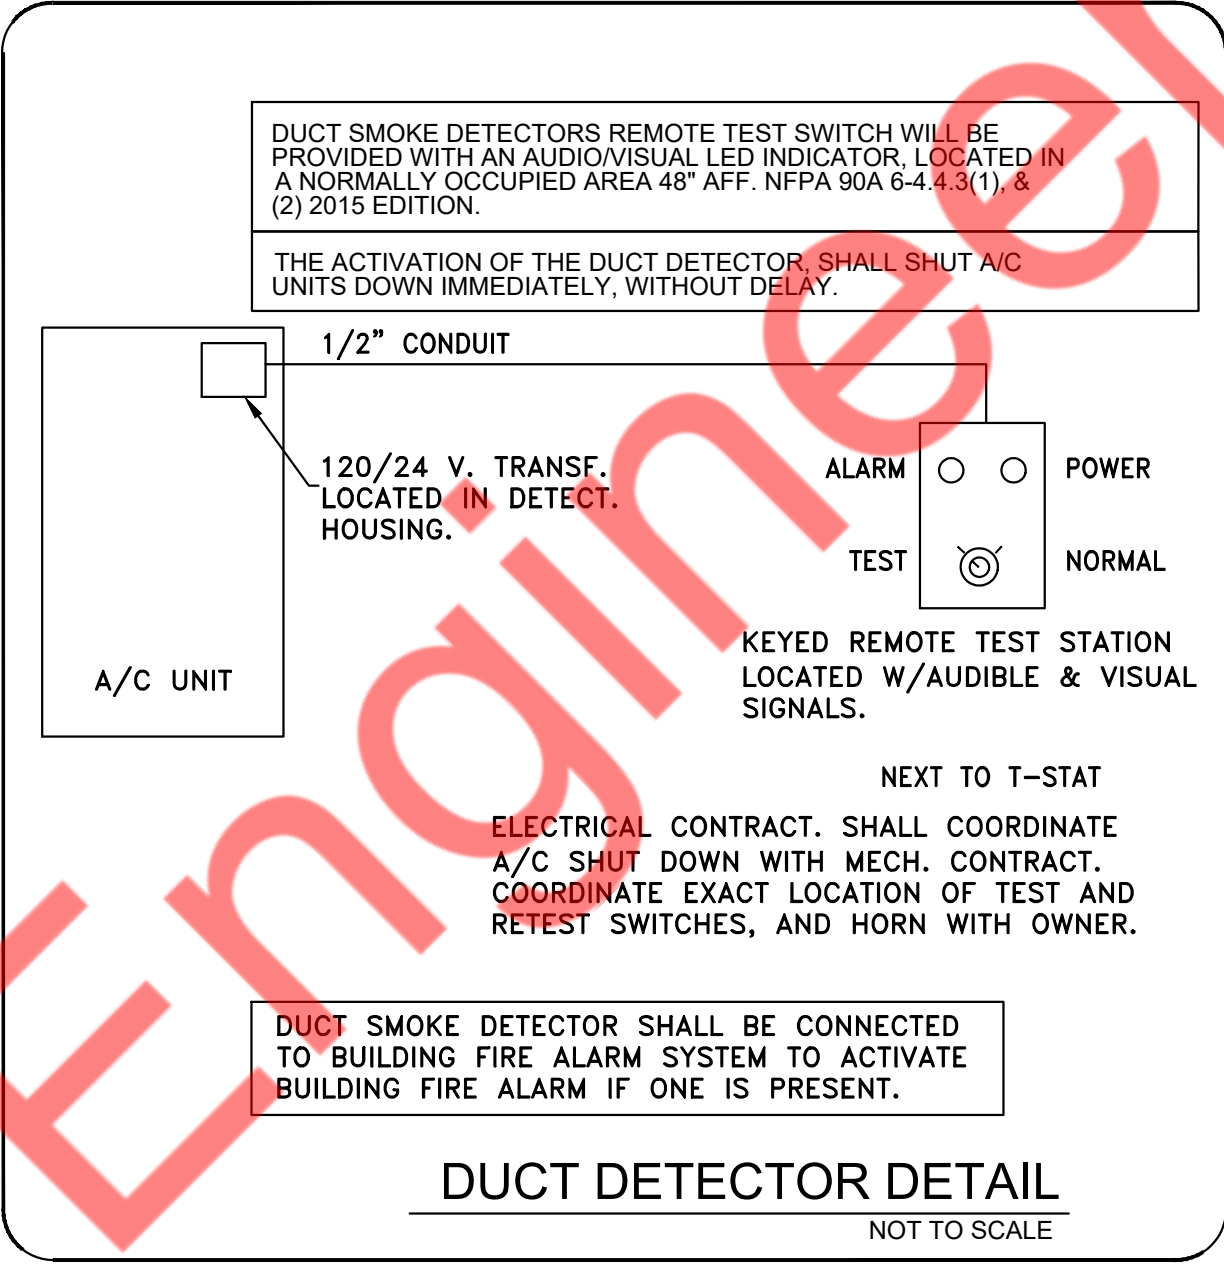 DUCT SMOKE DETECTORS REMOTE TEST SWITCH WILL BE
PROVIDED WITH AN AUDIO/VISUAL LED INDICATOR, LOCATED IN
A NORMALLY OCCUPIED AREA 48" AFF. NFPA 90A 6-4.4.3(1), &
(2) 2015 EDITION.
THE ACTIVATION OF THE DUCT DETECTOR, SHALL SHUT A/C
UNITS DOWN IMMEDIATELY, WITHOUT DELAY.
1/2” CONDUIT
120/24 V. TRANSF.
LOCATED IN DETECT.
HOUSING.
A/C UNIT
ALARM
POWER
TEST
NORMAL
KEYED REMOTE TEST STATION
LOCATED W/AUDIBLE & VISUAL
SIGNALS.
NEXT TO T-STAT
ELECTRICAL CONTRACT. SHALL COORDINATE
A/C SHUT DOWN WITH MECH. CONTRACT.
COORDINATE EXACT LOCATION OF TEST AND
RETEST SWITCHES, AND HORN WITH OWNER.
DUCT SMOKE DETECTOR SHALL BE CONNECTED
TO BUILDING FIRE ALARM SYSTEM TO ACTIVATE
BUILDING FIRE ALARM IF ONE IS PRESENT.
DUCT DETECTOR DETAIL
NOT TO SCALE
Engineer